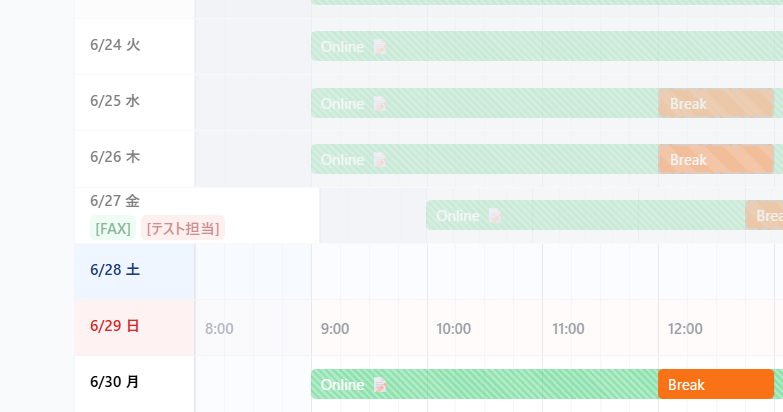 6/24 火
Online
6/25 水
Online Break
6/26 木
Online Break
6/27 金
[FAX] [テスト担当]
Online Brea
6/28 土
6/29 日
8:00 9:00 10:00 11:00 12:00
6/30 月
Online Break